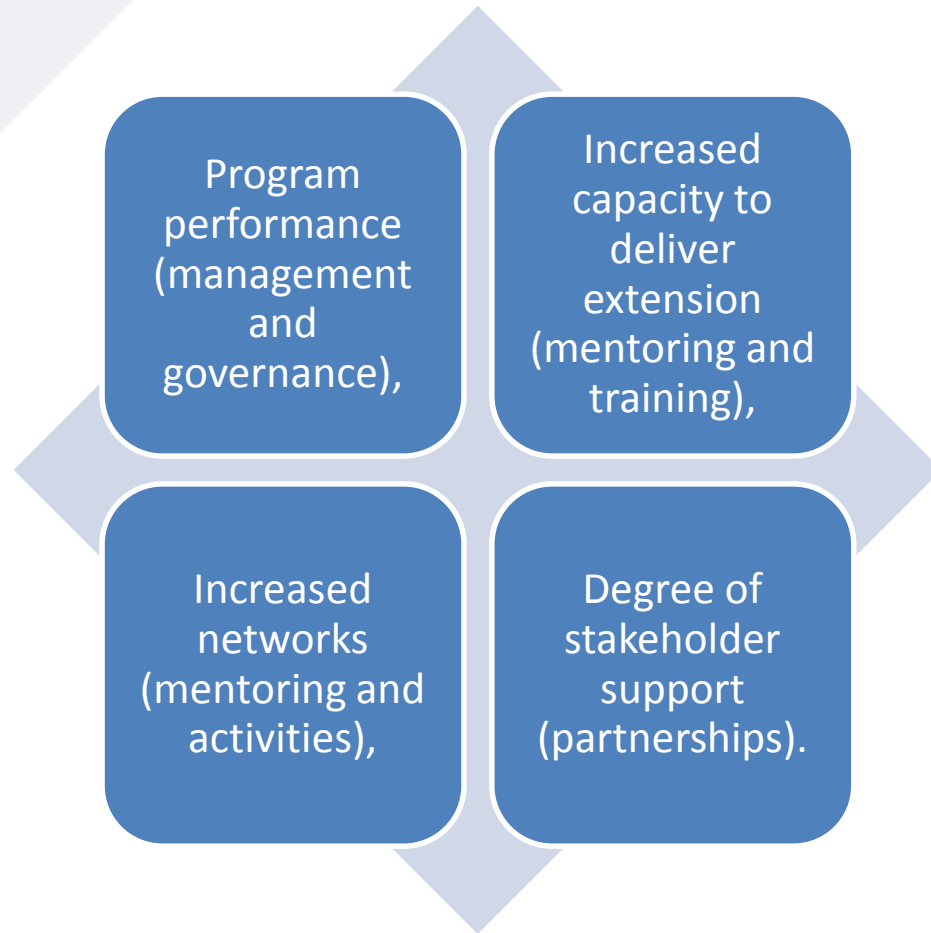 Program
performance
(management
and
governance),
Increased
capacity to
deliver
extension
(mentoring and
training),
Increased
networks
(mentoring and
activities),
Degree of
stakeholder
support
(partnerships).